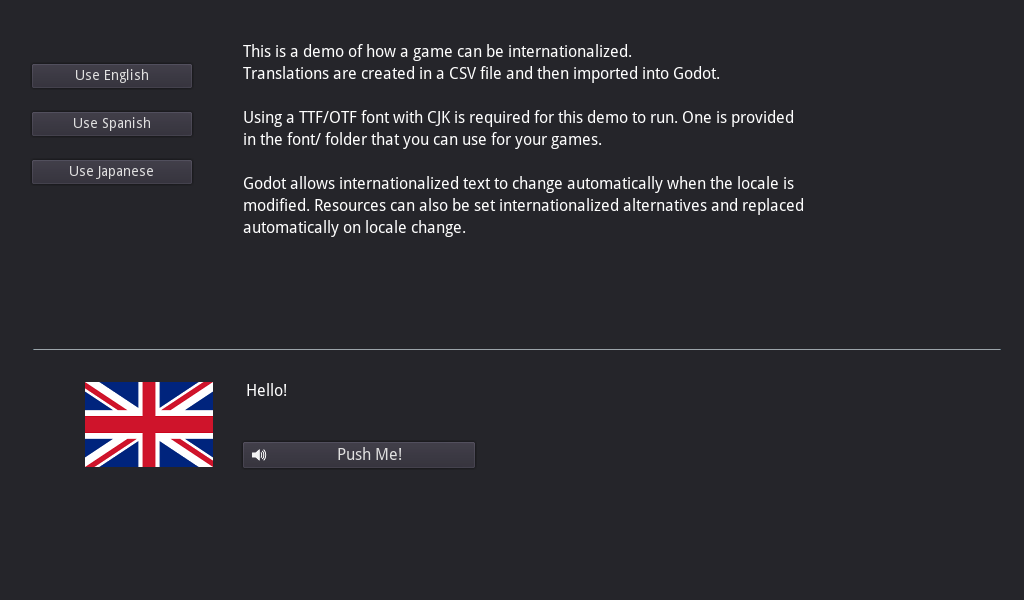 Use English
Use Spanish
Use Japanese
This is a demo of how a game can be internationalized.
Translations are created in a CSV file and then imported into Godot.
Using a TTF/OTF font with CJK is required for this demo to run. One is provided
in the font/ folder that you can use for your games.
Godot allows internationalized text to change automatically when the locale is
modified. Resources can also be set internationalized alternatives and replaced
automatically on locale change.
Hello!
Push Me!